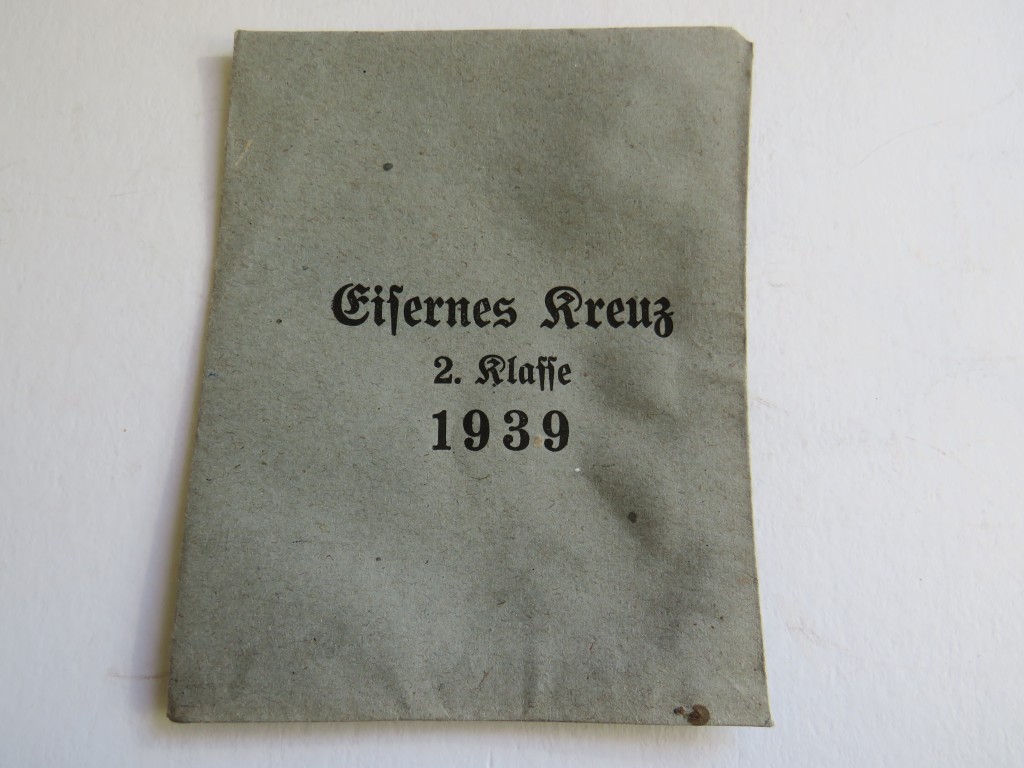 Eiſernes Kreuz
2. Klaſſe
1939